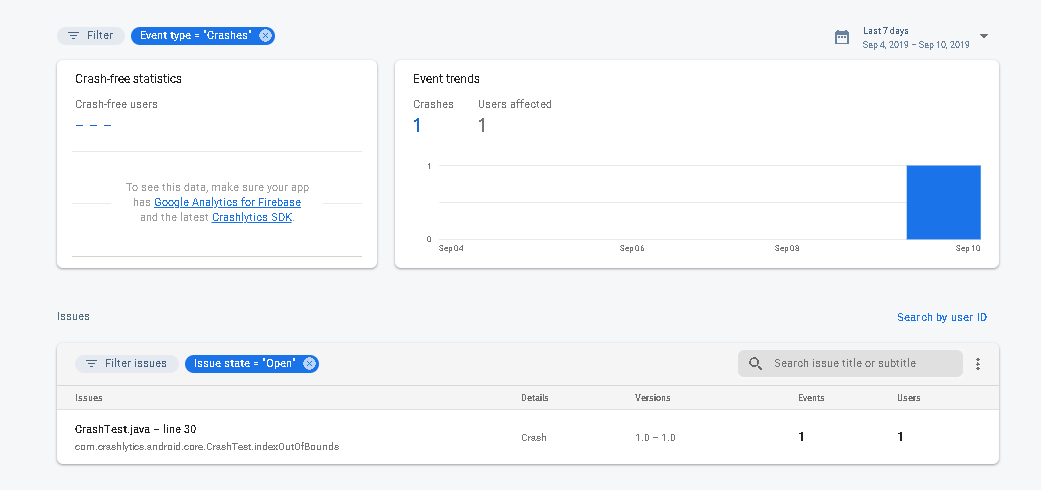 Filter
Event type = "Crashes"
Last 7 days
Sep 4, 2019 – Sep 10, 2019
Crash-free statistics
Crash-free users
– – –
To see this data, make sure your app
has Google Analytics for Firebase
and the latest Crashlytics SDK.
Event trends
Crashes Users affected
1 1
1
0
Sep 04 Sep 06 Sep 08 Sep 10
Issues
Search by user ID
Filter issues
Issue state = "Open"
Search issue title or subtitle
Issues Details Versions Events Users
CrashTest.java – line 30
com.crashlytics.android.core.CrashTest.indexOutOfBounds
Crash 1.0 – 1.0 1 1